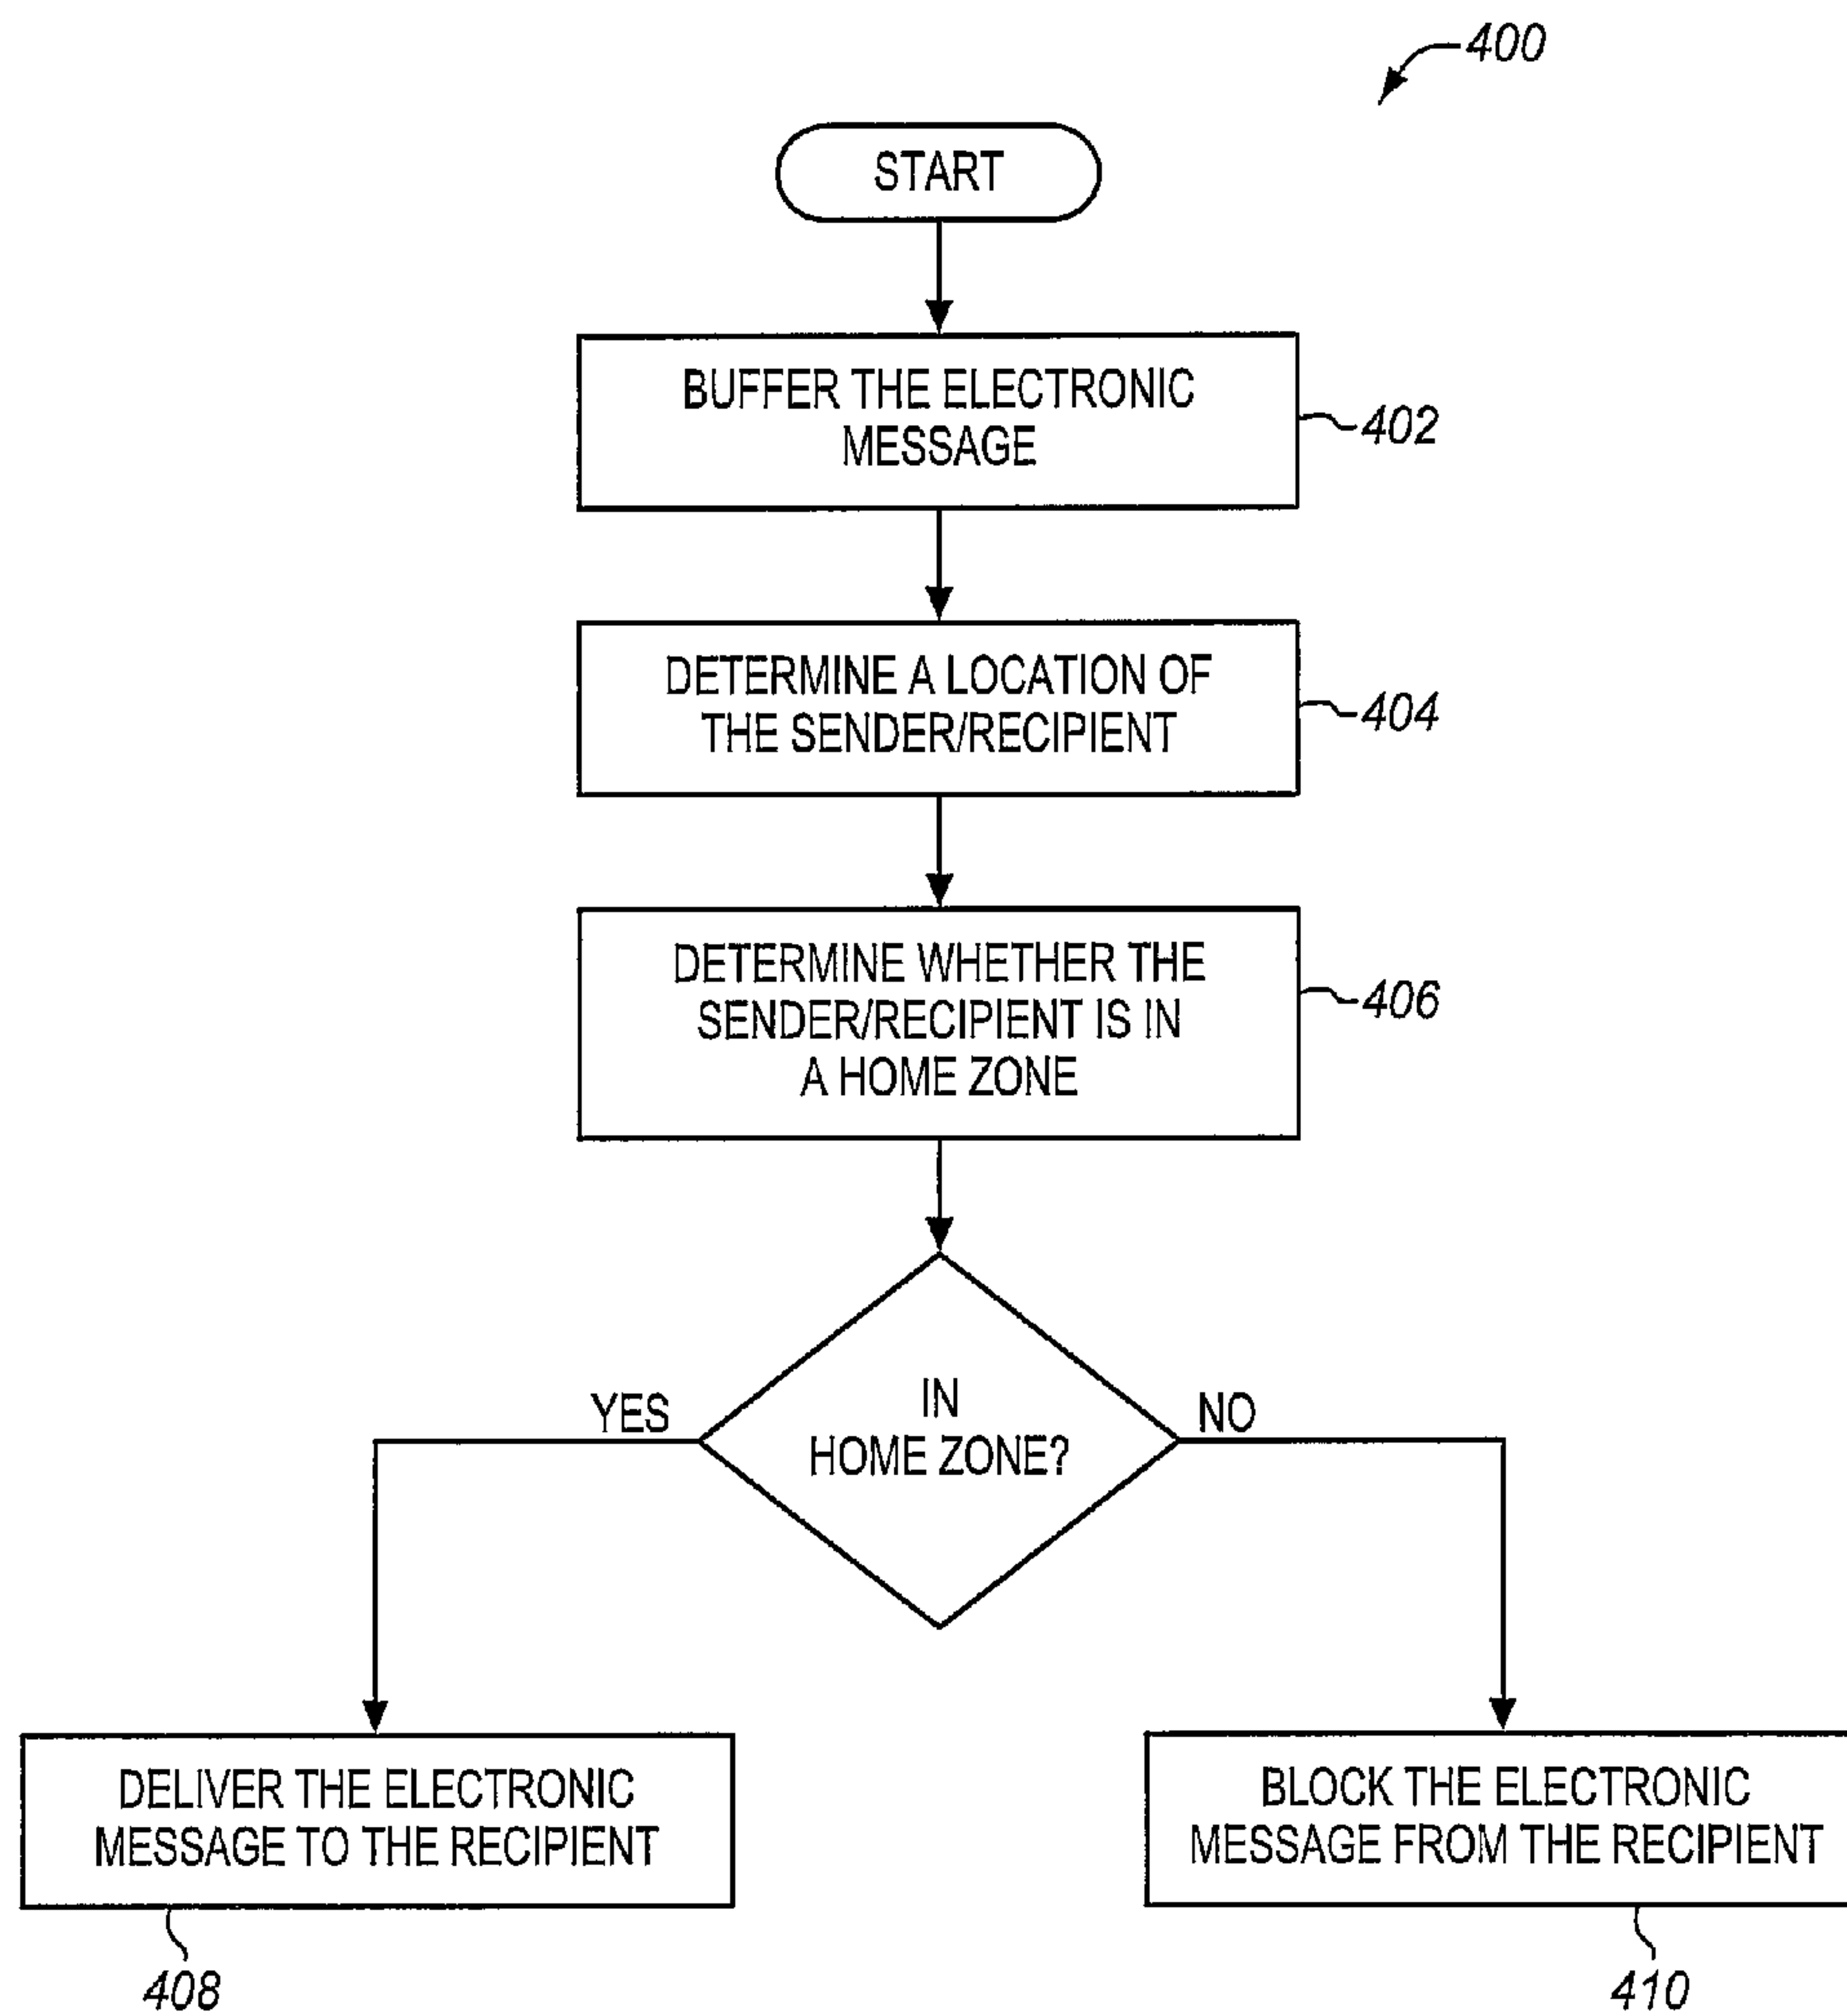 400
START
BUFFER THE ELECTRONIC
MESSAGE
402
DETERMINE A LOCATION OF
THE SENDER/RECIPIENT
404
DETERMINE WHETHER THE
SENDER/RECIPIENT IS IN
A HOME ZONE
406
IN
HOME ZONE?
YES
NO
DELIVER THE ELECTRONIC
MESSAGE TO THE RECIPIENT
408
BLOCK THE ELECTRONIC
MESSAGE FROM THE RECIPIENT
410